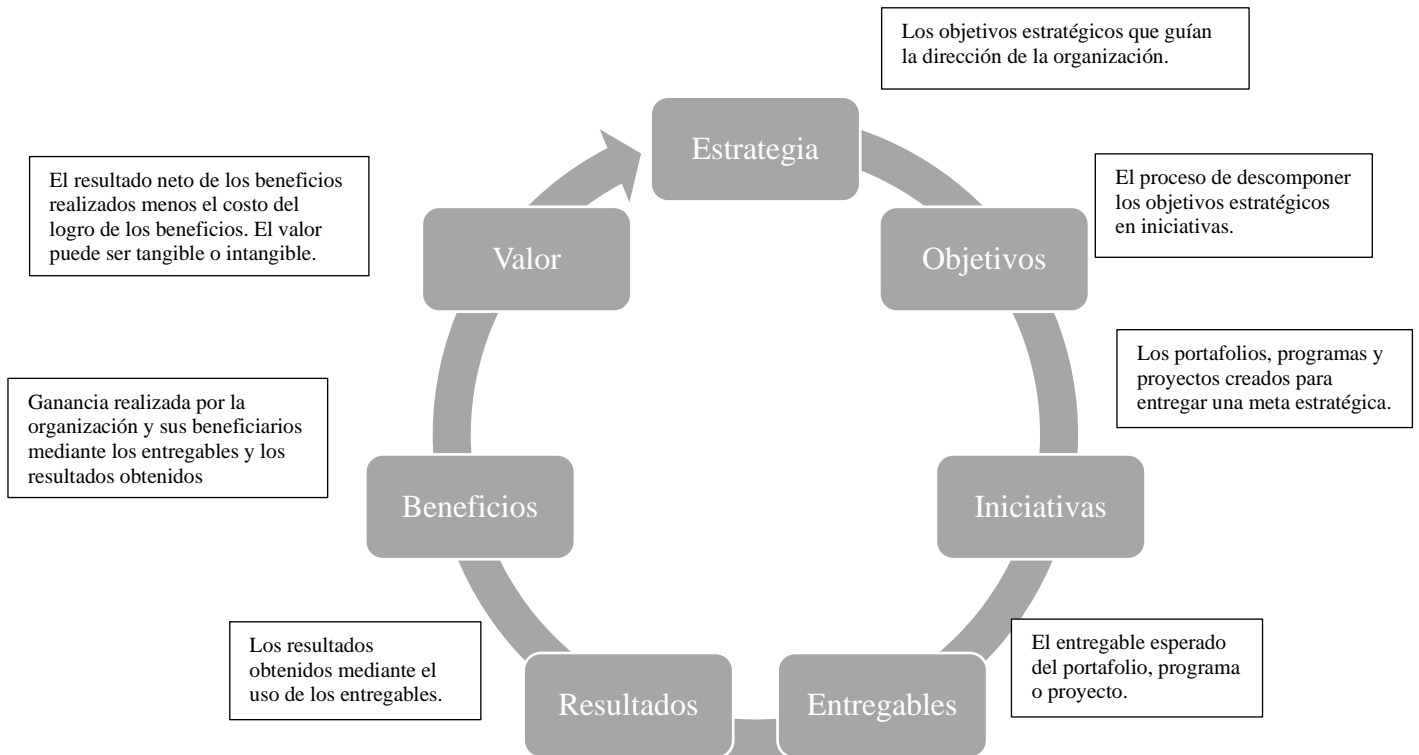 Los objetivos estratégicos que guían
la dirección de la organización.
Estrategia
El proceso de descomponer
los objetivos estratégicos
en iniciativas.
Objetivos
Los portafolios, programas y
proyectos creados para
entregar una meta estratégica.
Iniciativas
El entregable esperado
del portafolio, programa
o proyecto.
Entregables
Los resultados
obtenidos mediante el
uso de los entregables.
Resultados
Ganancia realizada por la
organización y sus beneficiarios
mediante los entregables y los
resultados obtenidos
Beneficios
El resultado neto de los beneficios
realizados menos el costo del
logro de los beneficios. El valor
puede ser tangible o intangible.
Valor